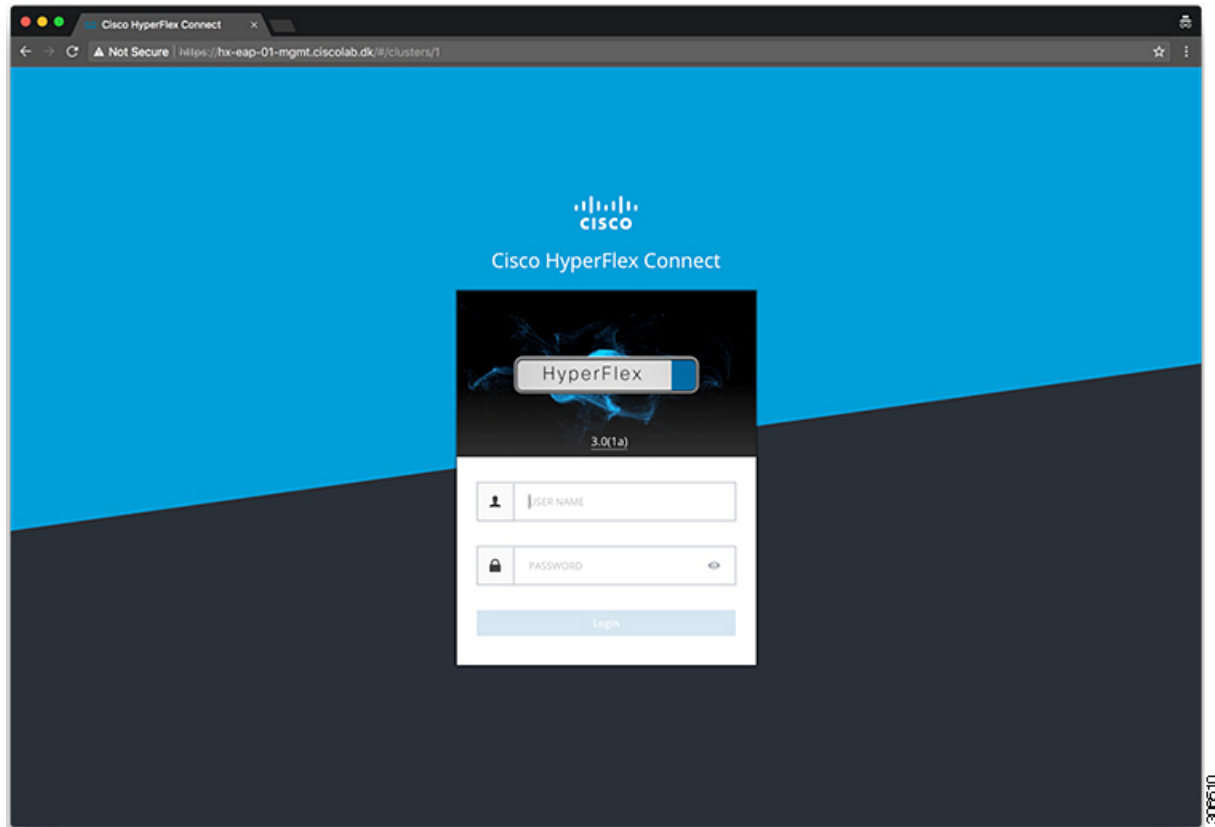 Cisco HyperFlex Connect
Not Secure | https://hx-eap-01-mgmt.ciscolab.dk/#/clusters/1
CISCO
Cisco HyperFlex Connect
HyperFlex
3.0(1a)
USER NAME
PASSWORD
Login
306510